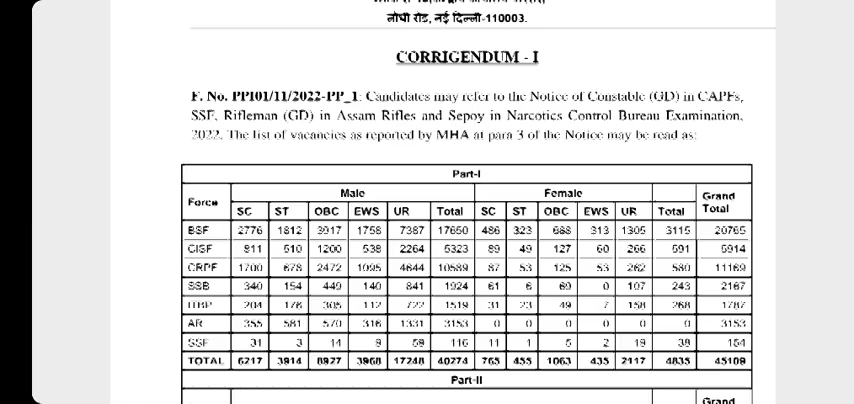 लोधी रोड, नई दिल्ली-110003.
CORRIGENDUM - I
F. No. PPI01/11/2022-PP_1: Candidates may refer to the Notice of Constable (GD) in CAPFs,
SSF, Rifleman (GD) in Assam Rifles and Sepoy in Narcotics Control Bureau Examination,
2022. The list of vacancies as reported by MHA at para 3 of the Notice may be read as:
Part-I
Force Male Female Grand Total
SC ST OBC EWS UR Total SC ST OBC EWS UR Total
BSF 2776 1812 3917 1758 7387 17650 486 323 688 313 1305 3115 20765
CISF 811 510 1200 538 2264 5323 89 49 127 60 266 591 5914
CRPF 1700 678 2472 1095 4644 10589 87 53 125 53 262 580 11169
SSB 340 154 449 140 841 1924 61 6 69 0 107 243 2167
ITBP 204 176 305 112 722 1519 31 23 49 7 158 268 1787
AR 355 581 570 316 1331 3153 0 0 0 0 0 0 3153
SSF 31 3 14 9 59 116 11 1 5 2 19 38 154
TOTAL 6217 3914 8927 3968 17248 40274 765 455 1063 435 2117 4835 45109
Part-II
Grand